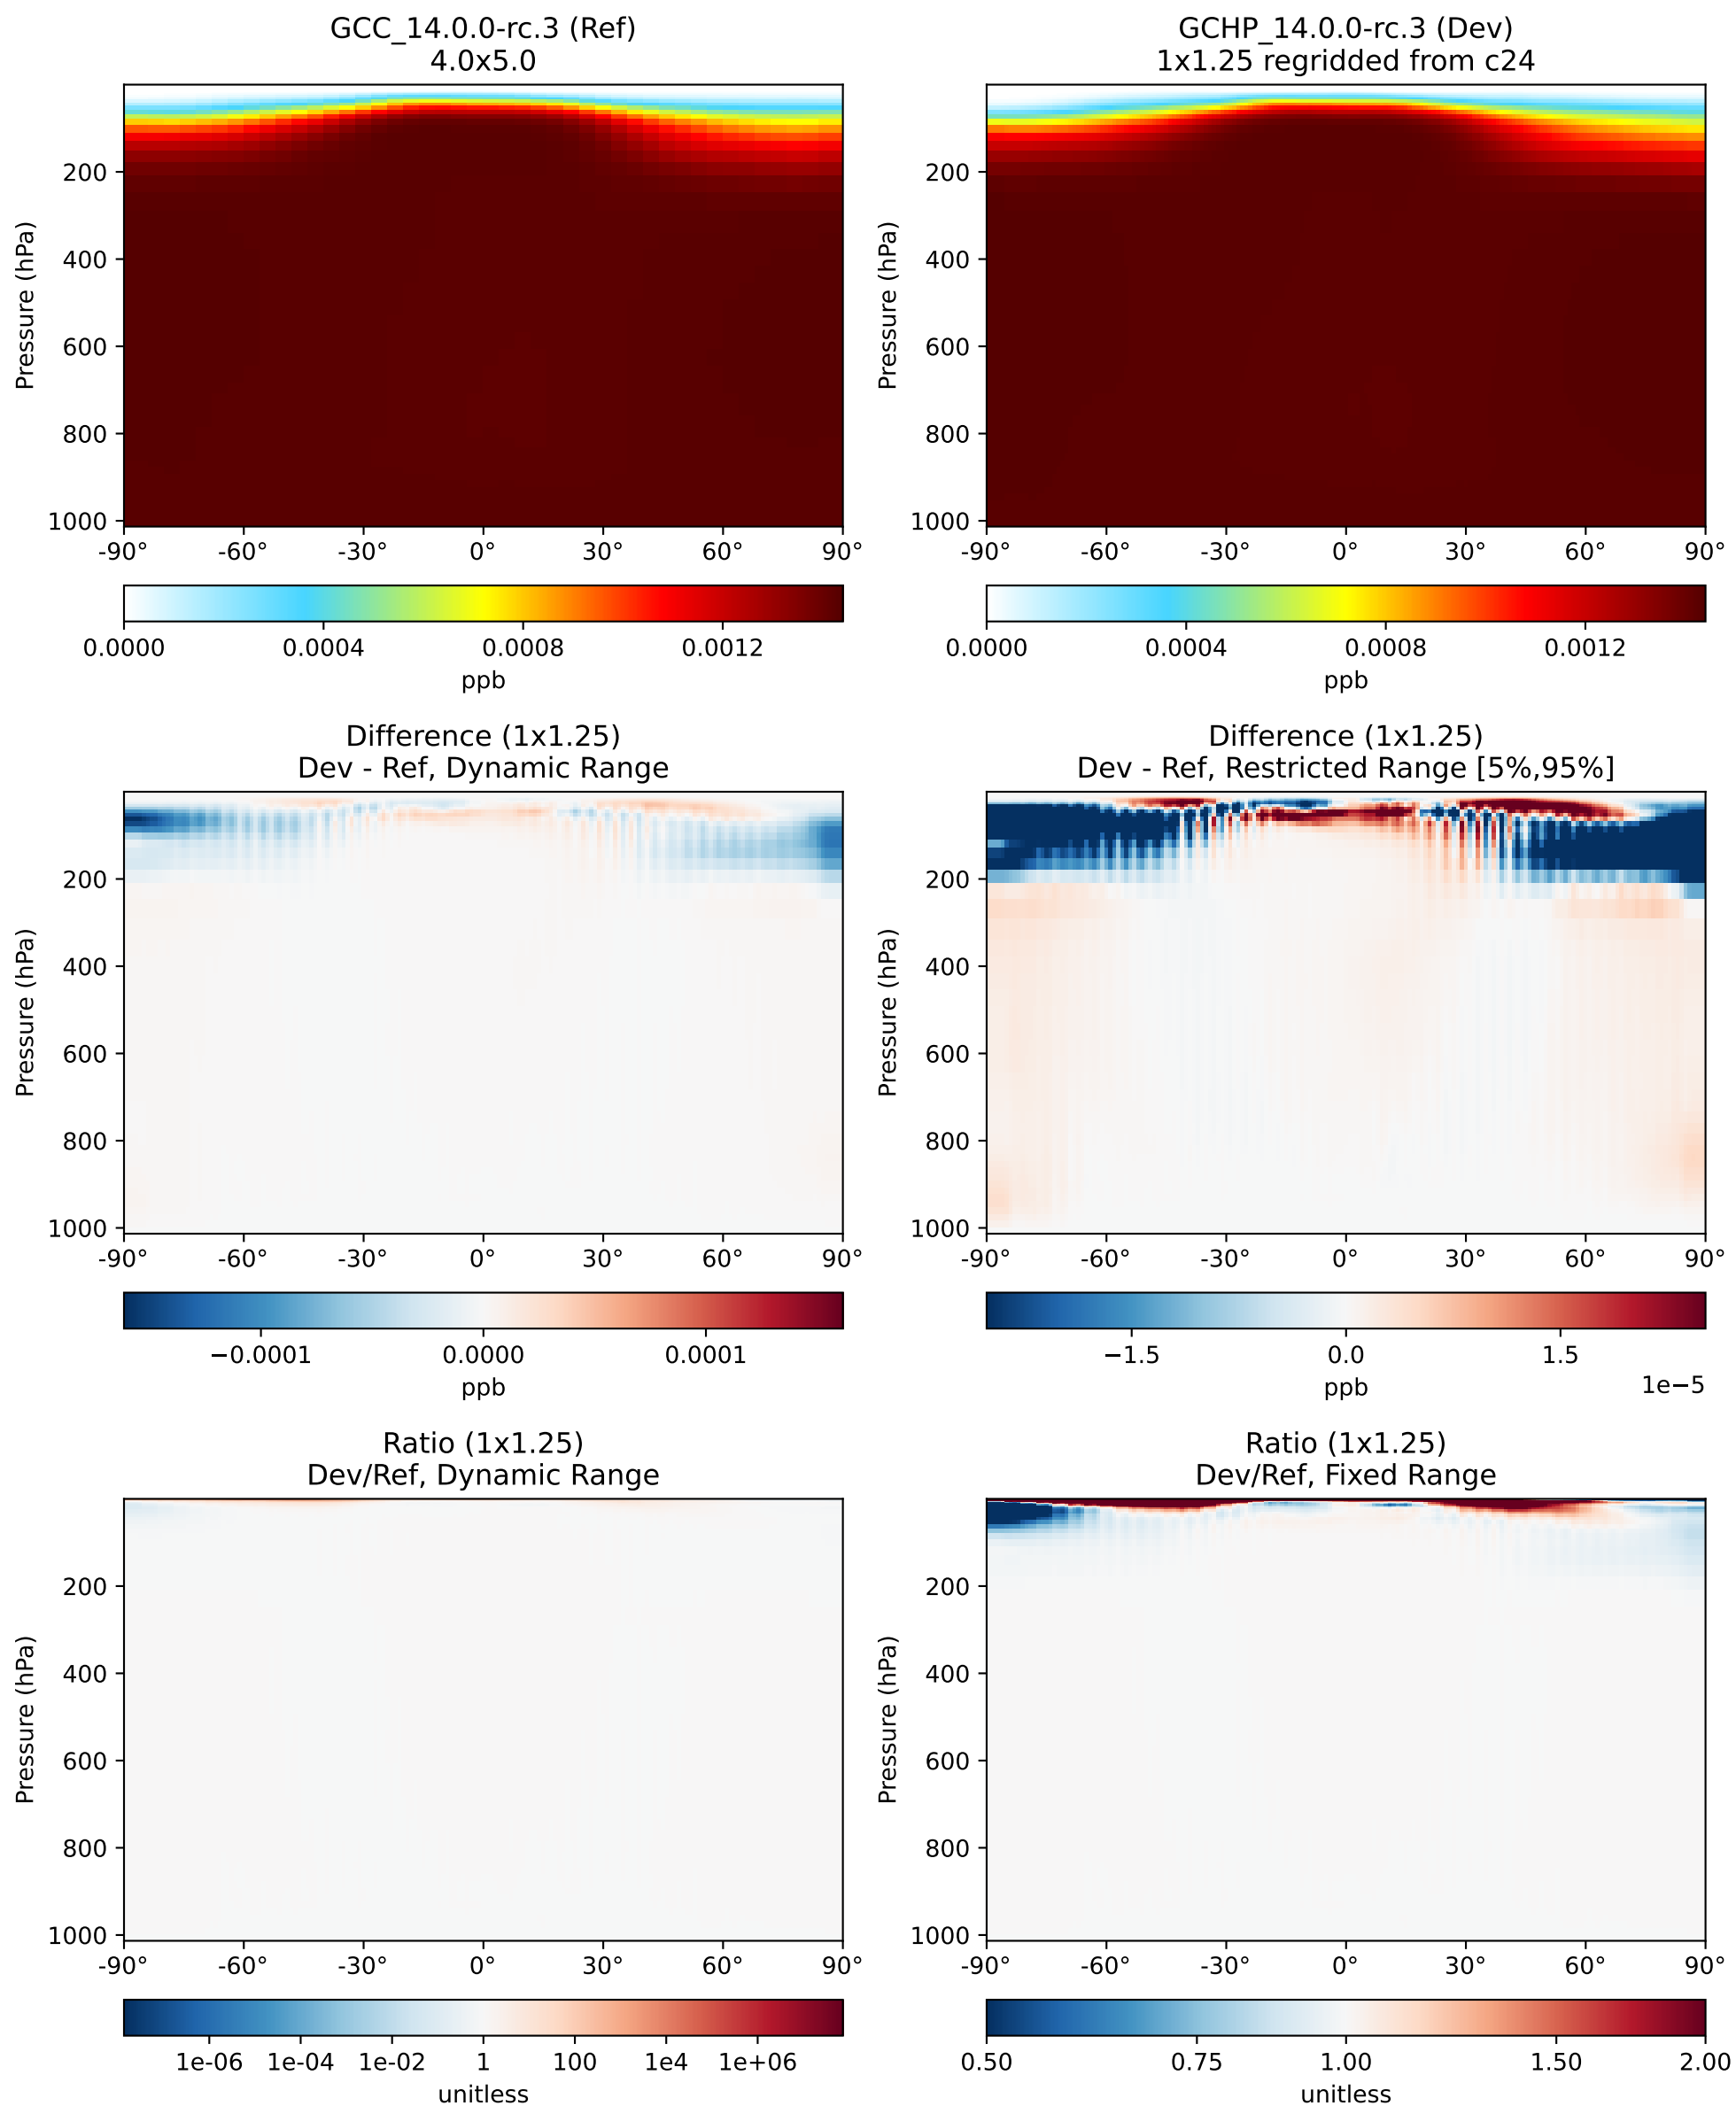 GCC_14.0.0-rc.3 (Ref)
4.0x5.0
Pressure (hPa)
200
400
600
800
1000
-90° -60° -30° 0° 30° 60° 90°
0.0000 0.0004 0.0008 0.0012
ppb
GCHP_14.0.0-rc.3 (Dev)
1x1.25 regridded from c24
Pressure (hPa)
200
400
600
800
1000
-90° -60° -30° 0° 30° 60° 90°
0.0000 0.0004 0.0008 0.0012
ppb
Difference (1x1.25)
Dev - Ref, Dynamic Range
Pressure (hPa)
200
400
600
800
1000
-90° -60° -30° 0° 30° 60° 90°
−0.0001 0.0000 0.0001
ppb
Difference (1x1.25)
Dev - Ref, Restricted Range [5%,95%]
Pressure (hPa)
200
400
600
800
1000
-90° -60° -30° 0° 30° 60° 90°
−1.5 0.0 1.5
ppb
1e−5
Ratio (1x1.25)
Dev/Ref, Dynamic Range
Pressure (hPa)
200
400
600
800
1000
-90° -60° -30° 0° 30° 60° 90°
1e-06 1e-04 1e-02 1 100 1e+4 1e+06
unitless
Ratio (1x1.25)
Dev/Ref, Fixed Range
Pressure (hPa)
200
400
600
800
1000
-90° -60° -30° 0° 30° 60° 90°
0.50 0.75 1.00 1.50 2.00
unitless